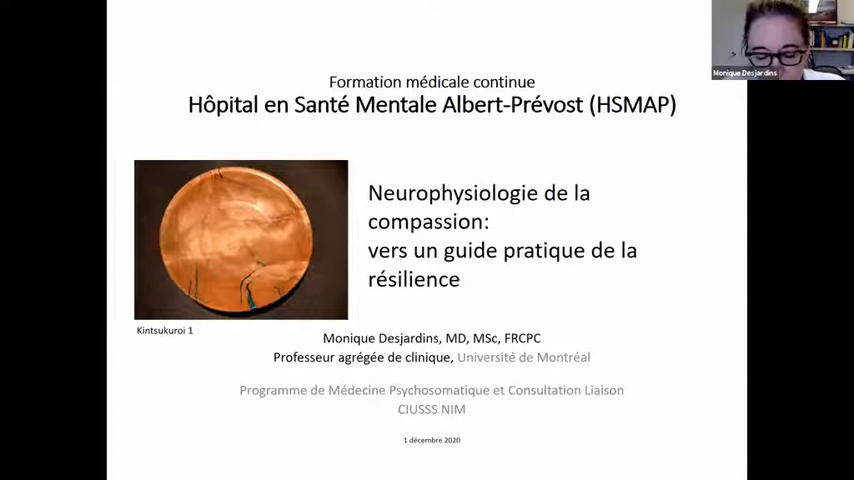 Formation médicale continue
Hôpital en Santé Mentale Albert-Prévost (HSMAP)
Monique Desjardins
Neurophysiologie de la
compassion:
vers un guide pratique de la
résilience
Kintsukuroi 1
Monique Desjardins, MD, MSc, FRCPC
Professeur agrégée de clinique, Université de Montréal
Programme de Médecine Psychosomatique et Consultation Liaison
CIUSSS NIM
1 décembre 2020